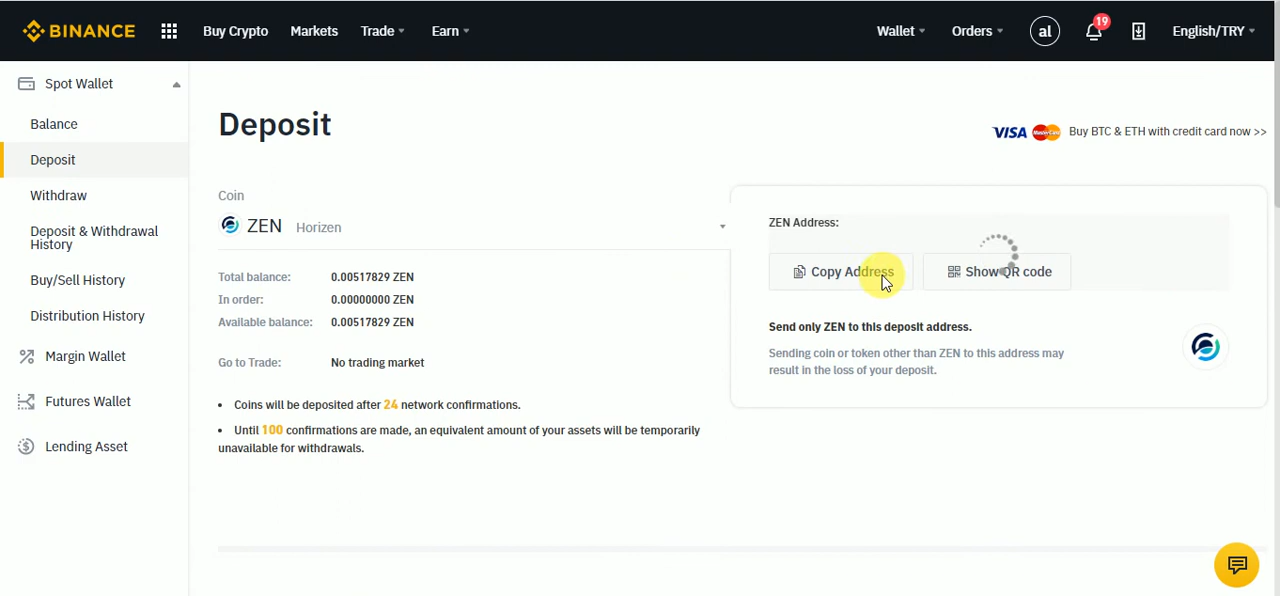 BINANCE Buy Crypto Markets Trade Earn Wallet Orders al 19 English/TRY
Spot Wallet
Balance
Deposit
Withdraw
Deposit & Withdrawal
History
Buy/Sell History
Distribution History
Margin Wallet
Futures Wallet
Lending Asset
Deposit
VISA MasterCard Buy BTC & ETH with credit card now >>
Coin
ZEN Horizen
Total balance: 0.00517829 ZEN
In order: 0.00000000 ZEN
Available balance: 0.00517829 ZEN
Go to Trade: No trading market
• Coins will be deposited after 24 network confirmations.
• Until 100 confirmations are made, an equivalent amount of your assets will be temporarily
unavailable for withdrawals.
ZEN Address:
Copy Address Show QR code
Send only ZEN to this deposit address.
Sending coin or token other than ZEN to this address may
result in the loss of your deposit.